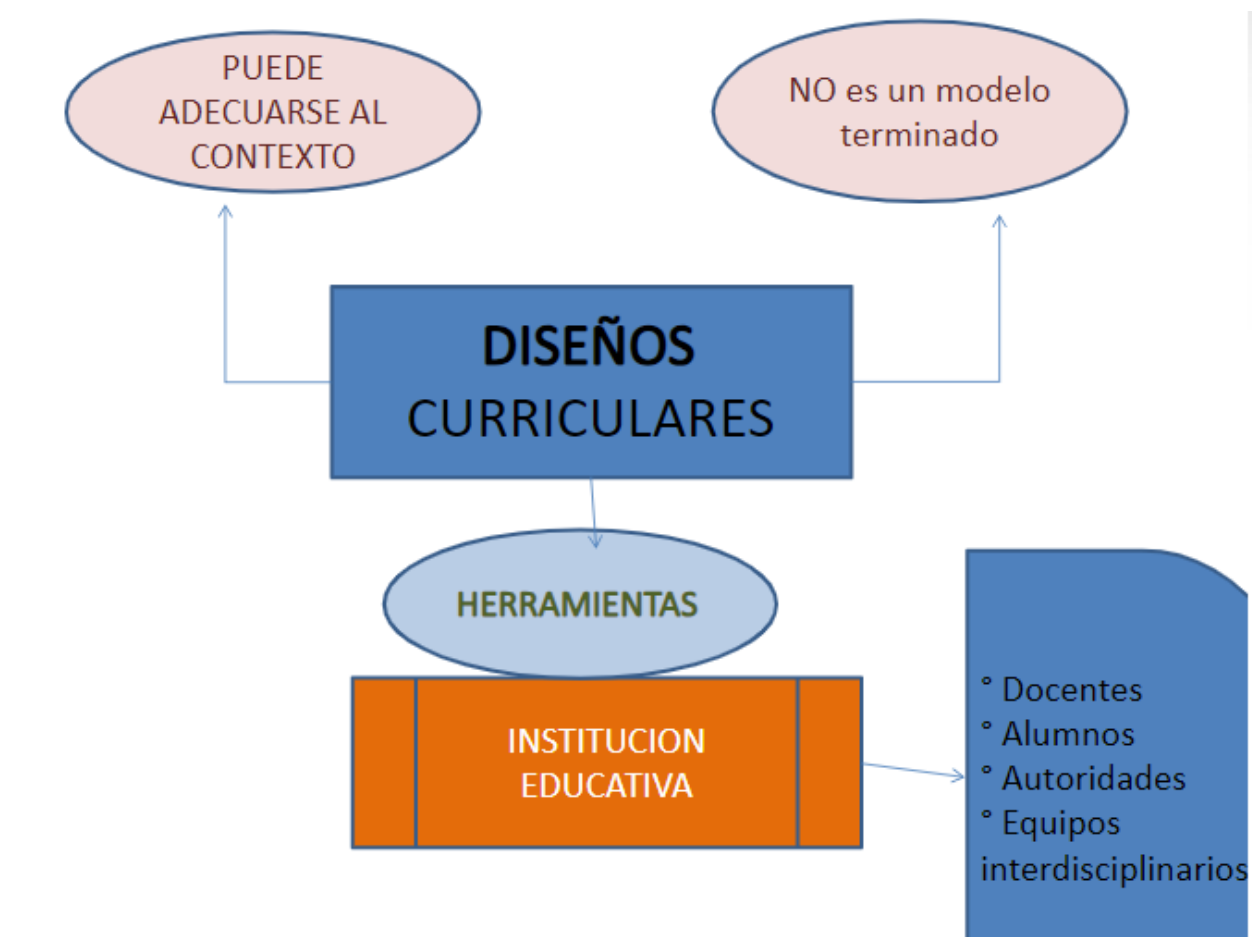 PUEDE
ADECUARSE AL
CONTEXTO
NO es un modelo
terminado
DISEÑOS
CURRICULARES
HERRAMIENTAS
INSTITUCION
EDUCATIVA
° Docentes
° Alumnos
° Autoridades
° Equipos
interdisciplinarios